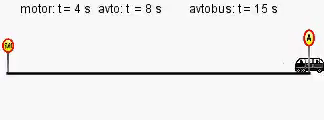 motor: t = 4 s avto: t = 8 s avtobus: t = 15 s
A